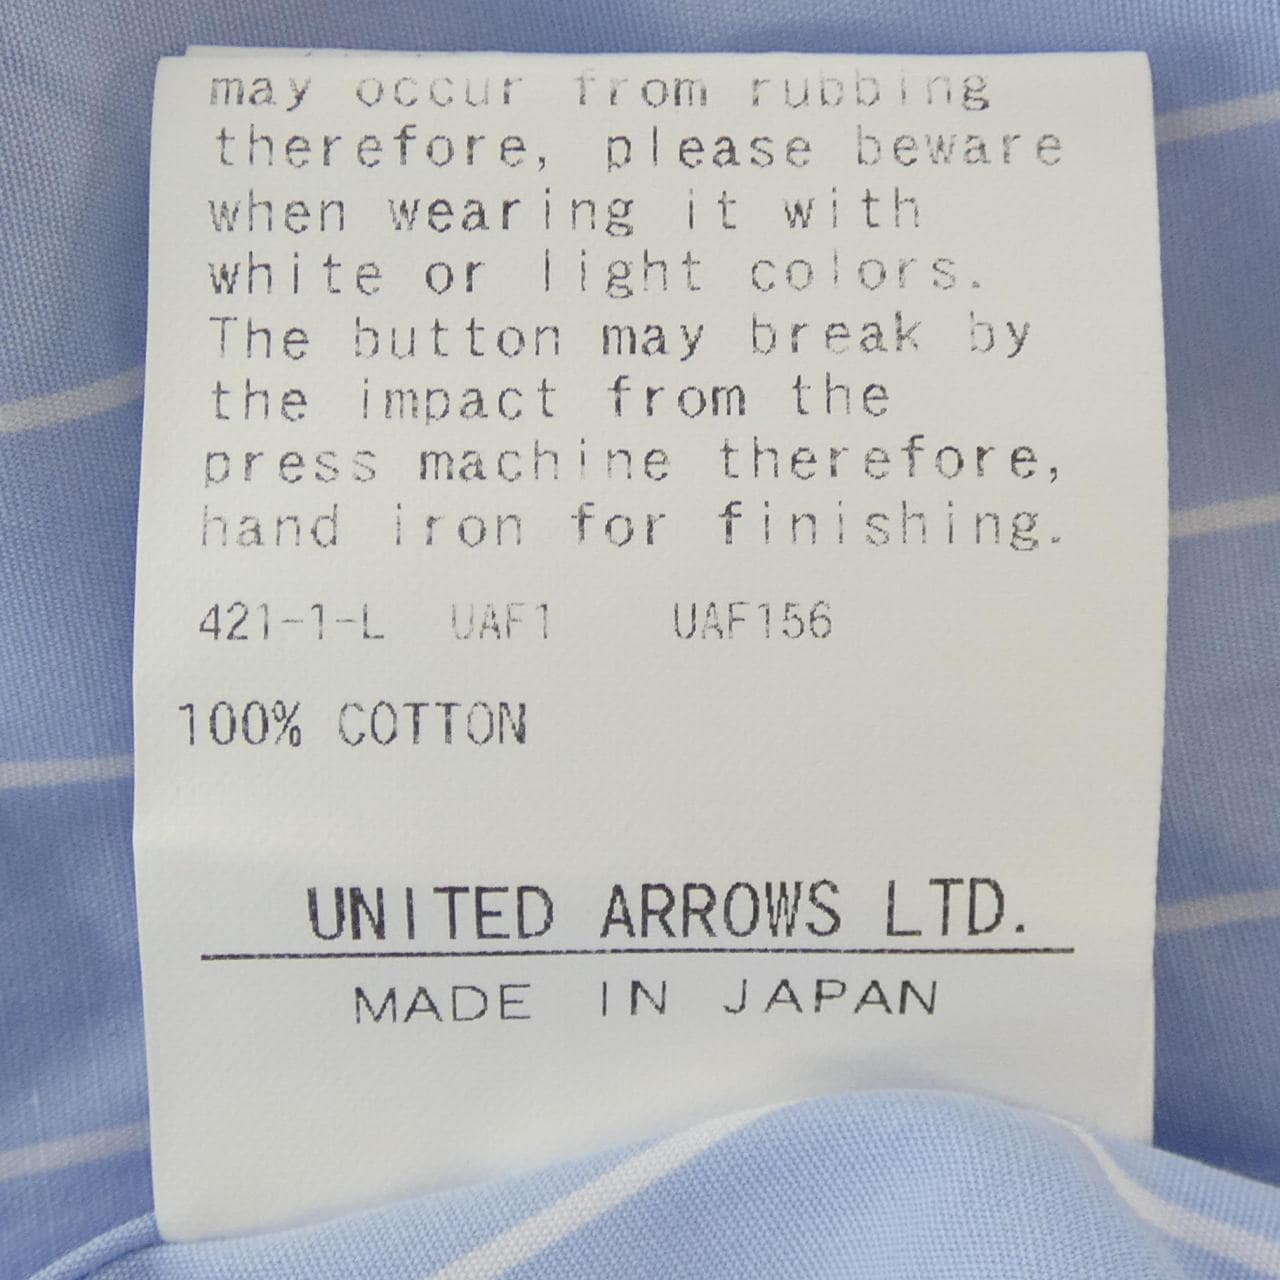 may occur from rubbing
therefore, please beware
when wearing it with
white or light colors.
The button may break by
the impact from the
press machine therefore,
hand iron for finishing.
421-1-L UAF1 UAF156
100% COTTON
UNITED ARROWS LTD.
MADE IN JAPAN